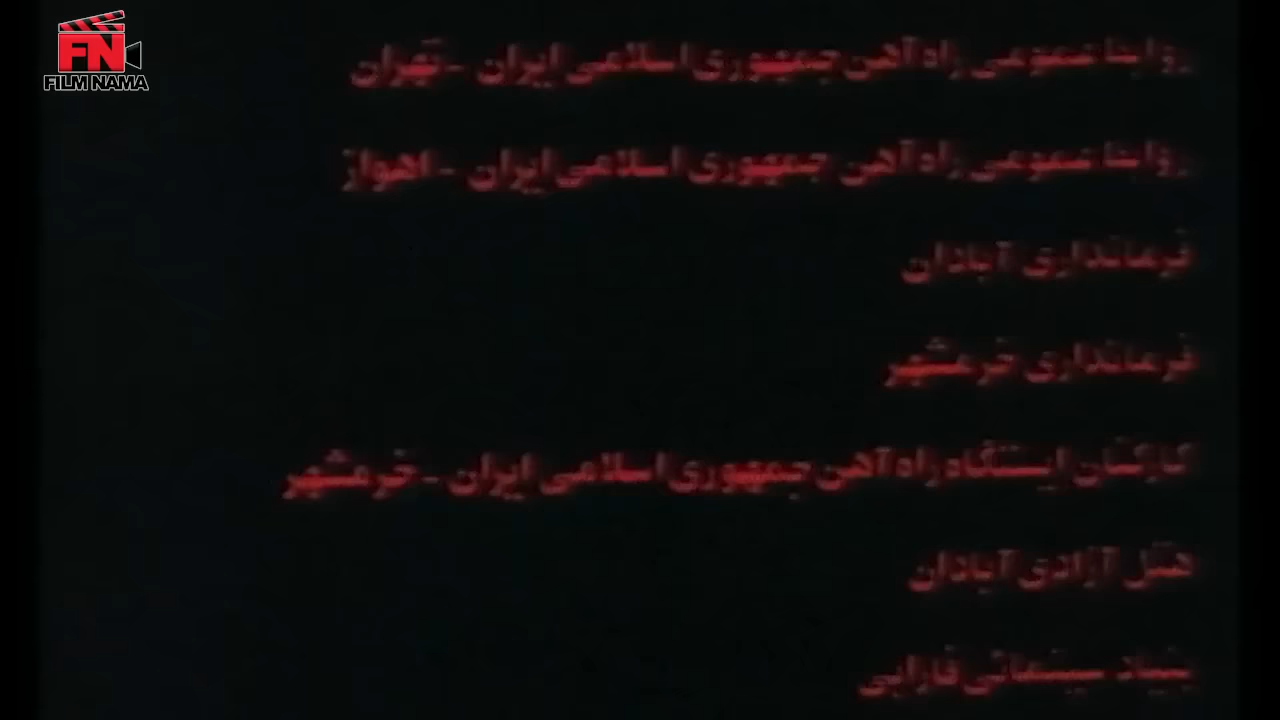 FN
FILM NAMA
روابط عمومی راه آهن جمهوری اسلامی ایران - تهران
روابط عمومی راه آهن جمهوری اسلامی ایران - اهواز
فرمانداری آبادان
فرمانداری خرمشهر
کارکنان ایستگاه راه آهن جمهوری اسلامی ایران - خرمشهر
هتل آزادی آبادان
بنیاد سینمائی فارابی